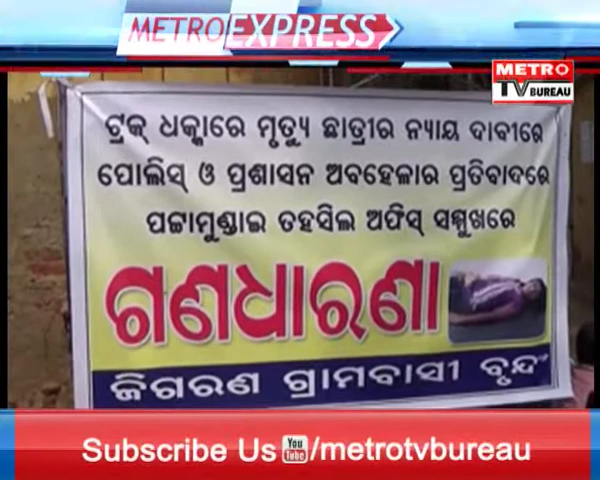 METRO EXPRESS
METRO
TV BUREAU
ଟ୍ରକ୍ ଧକ୍କାରେ ମୃତ୍ୟୁ ଛାତ୍ରୀର ନ୍ୟାୟ ଦାବୀରେ
ପୋଲିସ୍ ଓ ପ୍ରଶାସନ ଅବହେଳାର ପ୍ରତିବାଦରେ
ପଟ୍ଟାମୁଣ୍ଡାଇ ତହସିଲ ଅଫିସ୍ ସମ୍ମୁଖରେ
ଗଣଧାରଣା
ଜିଗରଣ ଗ୍ରାମବାସୀ ବୃନ୍ଦ
Subscribe Us You Tube /metrotvbureau